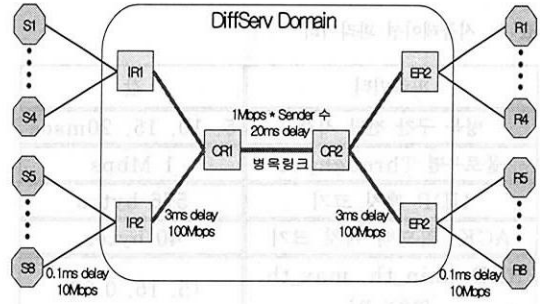 DiffServ Domain
S1
R1
IR1
ER2
S4
R4
1Mbps * Sender 수
20ms delay
CR1
CR2
병목링크
S5
R5
IR2
ER2
3ms delay
100Mbps
3ms delay
100Mbps
S8
R8
0.1ms delay
10Mbps
0.1ms delay
10Mbps